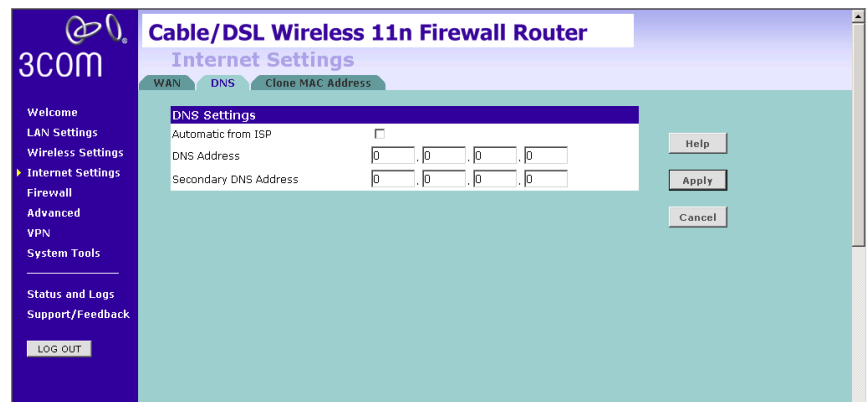 3COM
Cable/DSL Wireless 11n Firewall Router
Internet Settings
WAN DNS Clone MAC Address
Welcome
LAN Settings
Wireless Settings
Internet Settings
Firewall
Advanced
VPN
System Tools
Status and Logs
Support/Feedback
LOG OUT
DNS Settings
Automatic from ISP
DNS Address 0 . 0 . 0 . 0
Secondary DNS Address 0 . 0 . 0 . 0
Help
Apply
Cancel